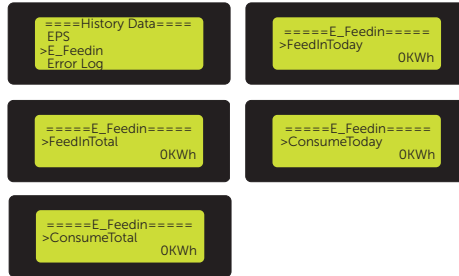 ====History Data====
EPS
>E_Feedin
Error Log
=====E_Feedin=====
>FeedInToday
0KWh
=====E_Feedin=====
>FeedInTotal
0KWh
=====E_Feedin=====
>ConsumeToday
0KWh
=====E_Feedin=====
>ConsumeTotal
0KWh